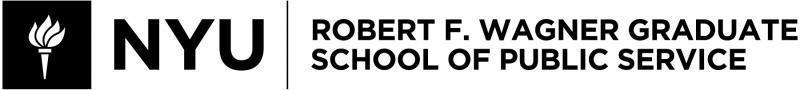 NYU
ROBERT F. WAGNER GRADUATE
SCHOOL OF PUBLIC SERVICE